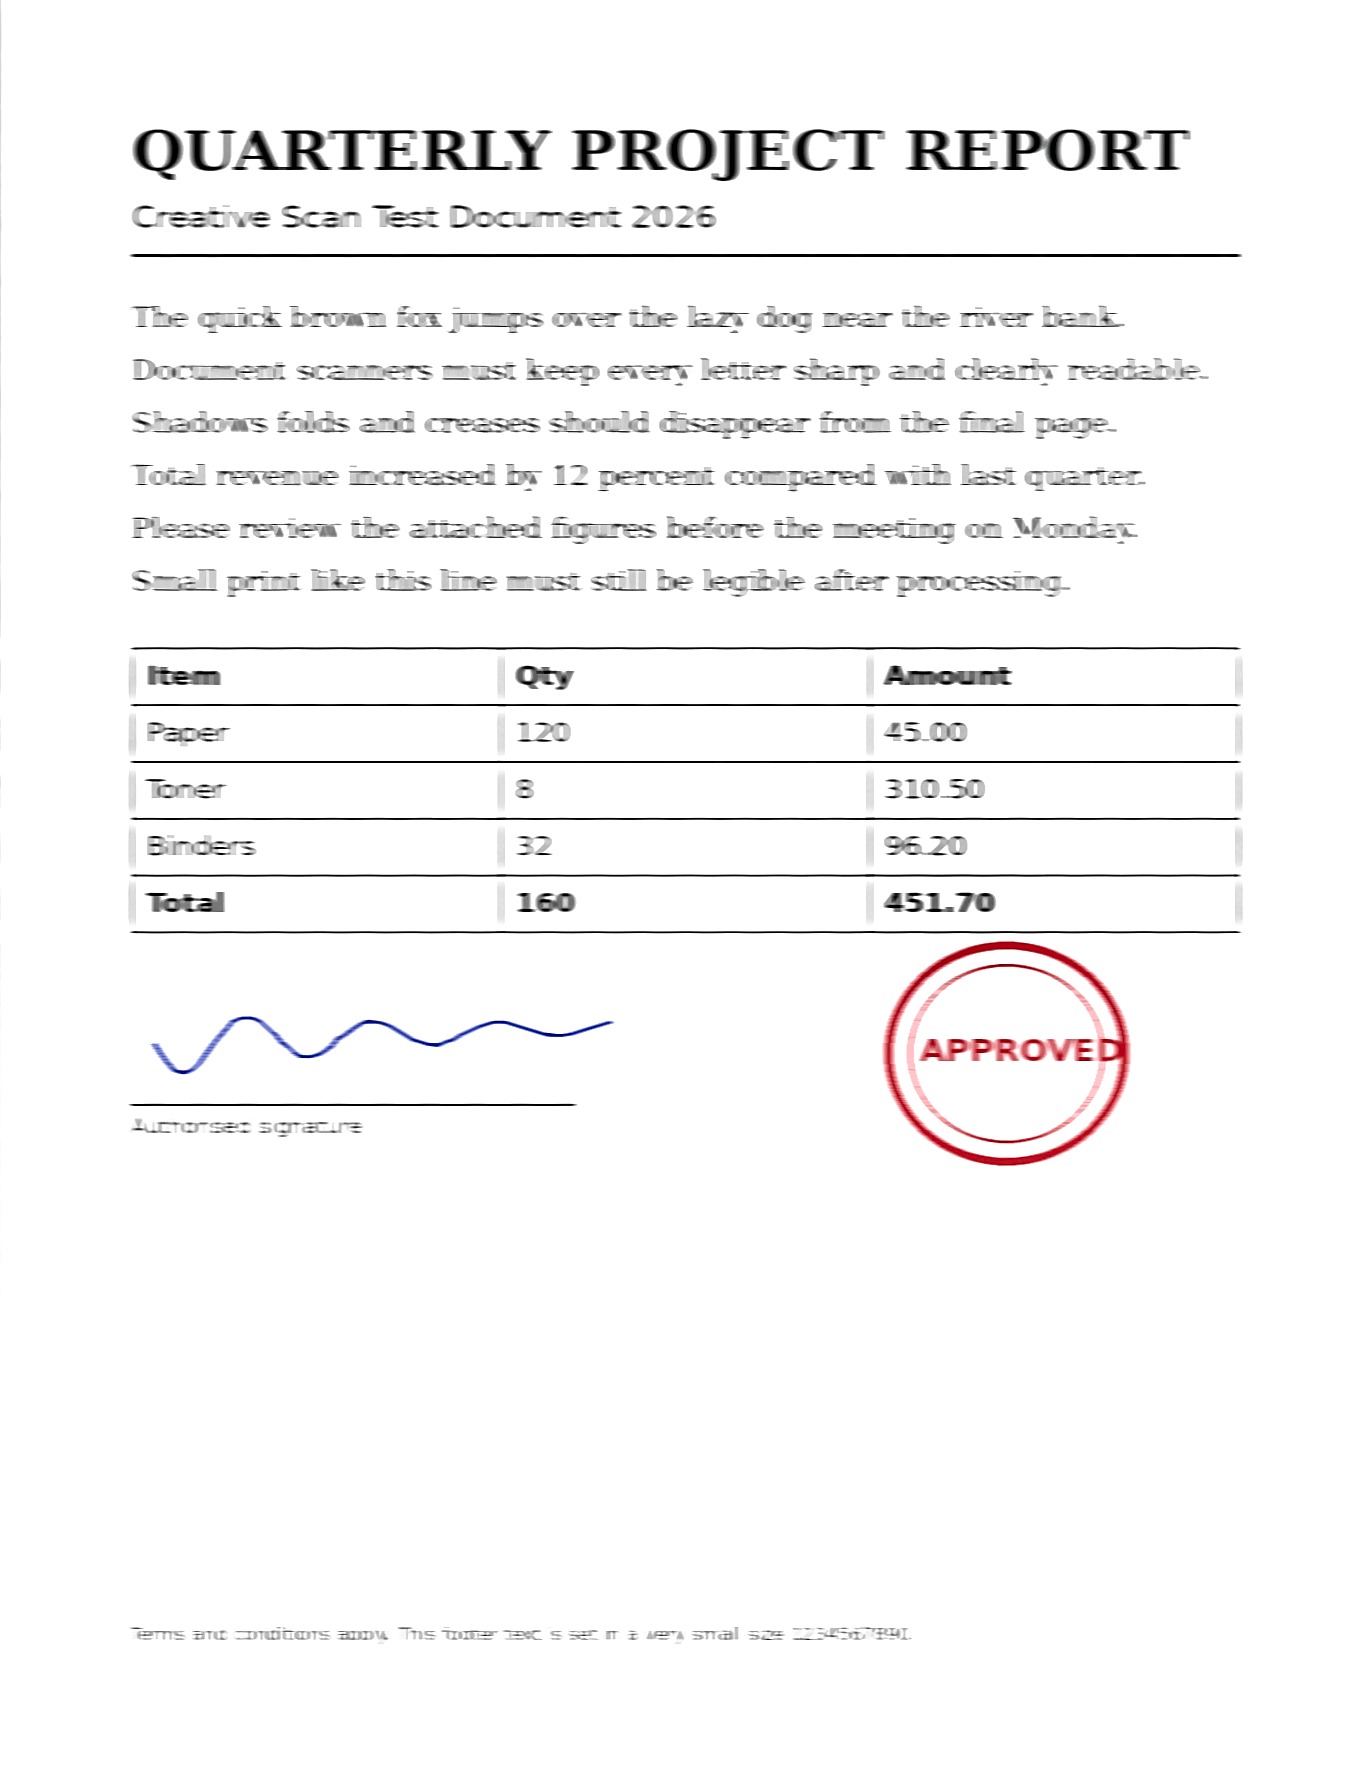 QUARTERLY PROJECT REPORT
Creative Scan Test Document 2026
The quick brown fox jumps over the lazy dog near the river bank.
Document scanners must keep every letter sharp and clearly readable.
Shadows folds and creases should disappear from the final page.
Total revenue increased by 12 percent compared with last quarter.
Please review the attached figures before the meeting on Monday.
Small print like this line must still be legible after processing.
Item Qty Amount
Paper 120 45.00
Toner 8 310.50
Binders 32 96.20
Total 160 451.70
APPROVED
Authorised signature
Terms and conditions apply. This footer text is set in a very small size